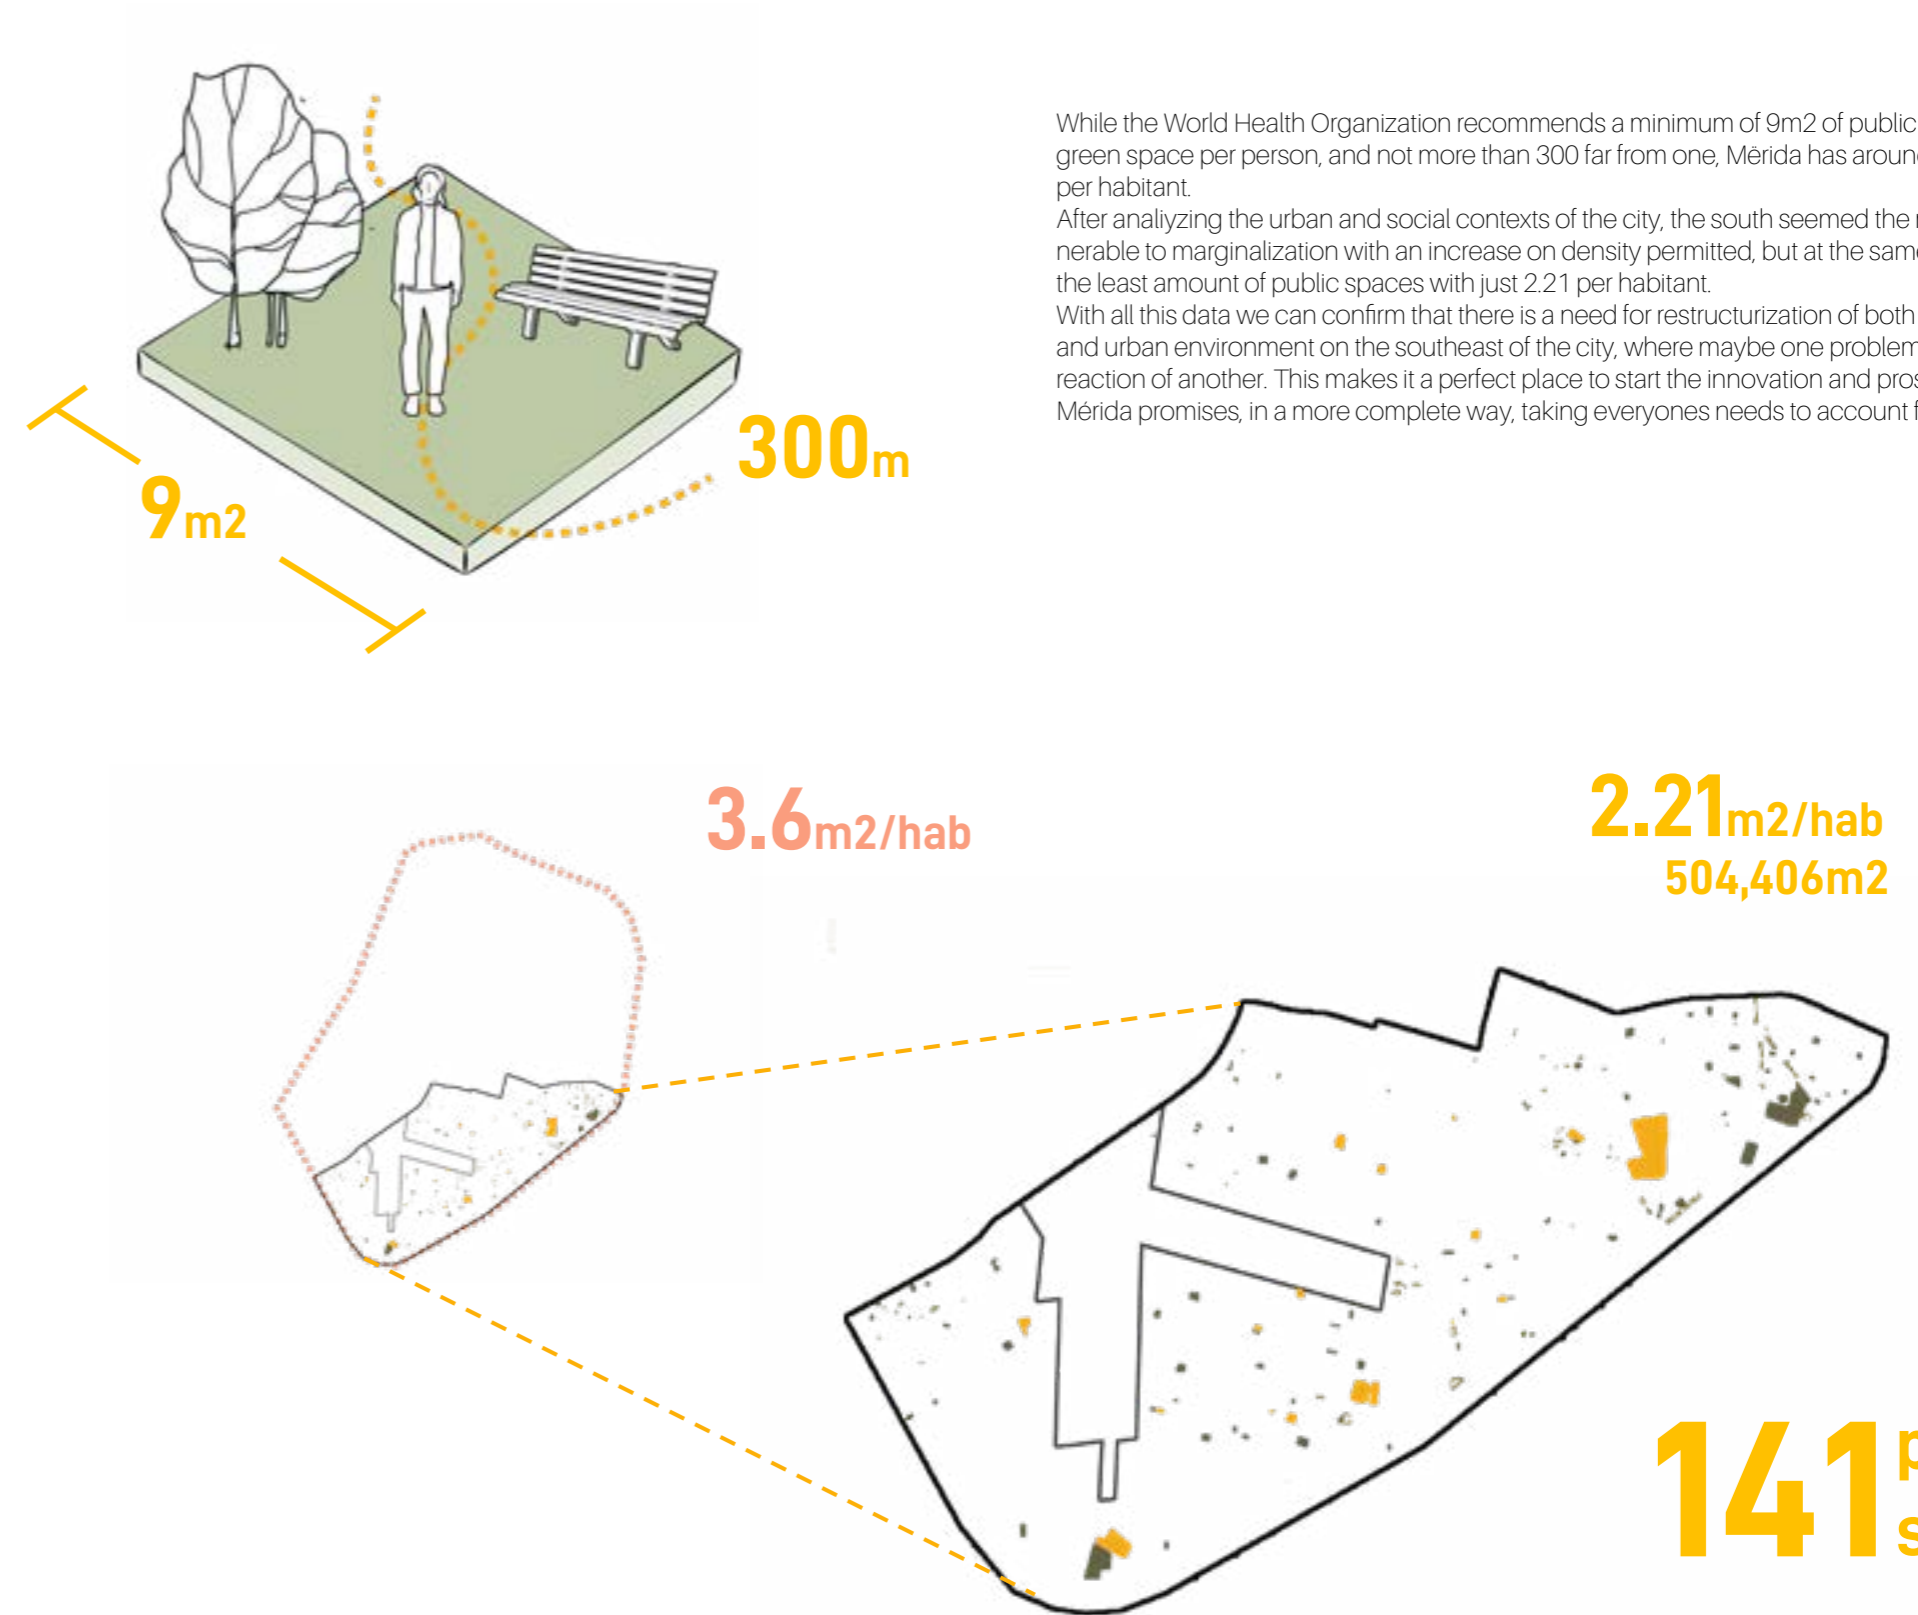 While the World Health Organization recommends a minimum of 9m2 of public
green space per person, and not more than 300 far from one, Mërida has
per habitant.
After analiyzing the urban and social contexts of the city, the south seemed the
nerable to marginalization with an increase on density permitted, but at the
the least amount of public spaces with just 2.21 per habitant.
With all this data we can confirm that there is a need for restructurization of both
and urban environment on the southeast of the city, where maybe one problem
reaction of another. This makes it a perfect place to start the innovation and
Mérida promises, in a more complete way, taking everyones needs to account
300m
9m2
3.6m2/hab
2.21m2/hab
504,406m2
141